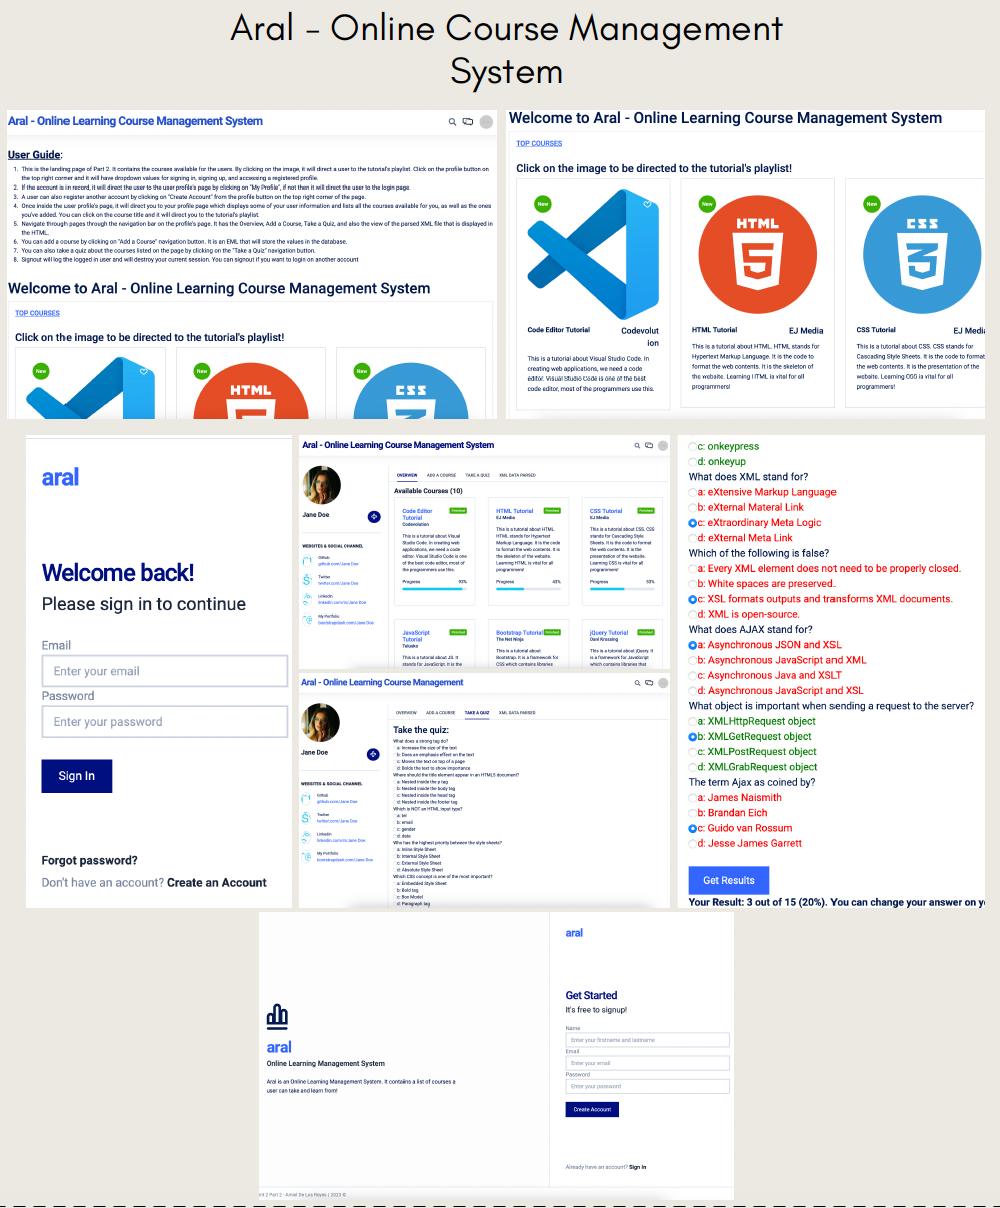 Aral - Online Course Management
System
Aral - Online Learning Course Management System
User Guide:
1. This is the landing page of Part 2. It contains the courses available for the users. By clicking on the image, it will direct a user to the tutorial's playlist. Click on the profile button on
the top right corner and it will have dropdown values for signing in, signing up, and accessing a registered profile.
2. If the account is in record, it will direct the user to the user profile's page by clicking on "My Profile", if not then it will direct the user to the login page.
3. A user can also register another account by clicking on "Create Account" from the profile button on the top right corner of the page.
4. Once inside the user profile's page, it will direct you to your profile page which displays some of your user information and lists all the courses available for you, as well as the ones
you've added. You can click on the course title and it will direct you to the tutorial's playlist.
5. Navigate through pages through the navigation bar on the profile's page. It has the Overview, Add a Course, Take a Quiz, and also the view of the parsed XML file that is displayed in
the HTML.
6. You can add a course by clicking on "Add a Course" navigation button. It is an EML that will store the values in the database.
7. You can also take a quiz about the courses listed on the page by clicking on the "Take a Quiz" navigation button.
8. Signout will log the logged in user and will destroy your current session. You can signout if you want to login on another account
Welcome to Aral - Online Learning Course Management System
TOP COURSES
Click on the image to be directed to the tutorial's playlist!
New
New
HTML
New
CSS
Welcome to Aral - Online Learning Course Management System
TOP COURSES
Click on the image to be directed to the tutorial's playlist!
New
New
HTML
5
New
CSS
3
Code Editor Tutorial
Codevolut
ion
This is a tutorial about Visual Studio Code. In
creating web applications, we need a code
editor. Visual Studio Code is one of the best
code editor, most of the programmers use this.
HTML Tutorial
EJ Media
This is a tutorial about HTML. HTML stands for
Hypertext Markup Language. It is the code to
format the web contents. It is the skeleton of
the website. Learning HTML is vital for all
programmers!
CSS Tutorial
EJ Media
This is a tutorial about CSS. CSS stands for
Cascading Style Sheets. It is the code to format
the web contents. It is the presentation of the
website. Learning CSS is vital for all
programmers!
aral
Welcome back!
Please sign in to continue
Email
Enter your email
Password
Enter your password
Sign In
Forgot password?
Don't have an account? Create an Account
Aral - Online Learning Course Management System
Jane Doe
WEBSITES & SOCIAL CHANNEL
Github
github.com/Jane Doe
Twitter
twitter.com/Jane Doe
Linkedin
linkedin.com/in/Jane Doe
My Portfolio
bootstrapdash.com/Jane Doe
OVERVIEW ADD A COURSE TAKE A QUIZ XML DATA PARSED
Available Courses (10)
Code Editor
Tutorial
Finished
Codevolution
This is a tutorial about Visual
Studio Code. In creating web
applications, we need a code
editor. Visual Studio Code is one
of the best code editor, most of
the programmers use this.
Progress 93%
HTML Tutorial
Finished
EJ Media
This is a tutorial about HTML.
HTML stands for Hypertext
Markup Language. It is the code
to format the web contents. It is
the skeleton of the website.
Learning HTML is vital for all
programmers!
Progress 43%
CSS Tutorial
Finished
EJ Media
This is a tutorial about CSS. CSS
stands for Cascading Style
Sheets. It is the code to format
the web contents. It is the
presentation of the website.
Learning CSS is vital for all
programmers!
Progress 53%
JavaScript
Tutorial
Finished
Telusko
This is a tutorial about JS. It
stands for JavaScript. It is the
Bootstrap Tutorial
Finished
The Net Ninja
This is a tutorial about
Bootstrap. It is a framework for
CSS which contains libraries
jQuery Tutorial
Finished
Dani Krossing
This is a tutorial about jQuery. It
is a framework for JavaScript
which contains libraries that
Aral - Online Learning Course Management
Jane Doe
WEBSITES & SOCIAL CHANNEL
Github
github.com/Jane Doe
Twitter
twitter.com/Jane Doe
Linkedin
linkedin.com/in/Jane Doe
My Portfolio
bootstrapdash.com/Jane Doe
OVERVIEW ADD A COURSE TAKE A QUIZ XML DATA PARSED
Take the quiz:
What does a strong tag do?
a: Increase the size of the text
b: Does an emphasis effect on the text
c: Moves the text on top of a page
d: Bolds the text to show importance
Where should the title element appear in an HTML5 document?
a: Nested inside the p tag
b: Nested inside the body tag
c: Nested inside the head tag
d: Nested inside the footer tag
Which is NOT an HTML input type?
a: tel
b: email
c: gender
d: date
Who has the highest priority between the style sheets?
a: Inline Style Sheet
b: Internal Style Sheet
c: External Style Sheet
d: Absolute Style Sheet
Which CSS concept is one of the most important?
a: Embedded Style Sheet
b: Bold tag
c: Box Model
d: Paragraph tag
c: onkeypress
d: onkeyup
What does XML stand for?
a: eXtensive Markup Language
b: eXternal Materal Link
c: eXtraordinary Meta Logic
d: eXternal Meta Link
Which of the following is false?
a: Every XML element does not need to be properly closed.
b: White spaces are preserved.
c: XSL formats outputs and transforms XML documents.
d: XML is open-source.
What does AJAX stand for?
a: Asynchronous JSON and XSL
b: Asynchronous JavaScript and XML
c: Asynchronous Java and XSLT
d: Asynchronous JavaScript and XSL
What object is important when sending a request to the server?
a: XMLHttpRequest object
b: XMLGetRequest object
c: XMLPostRequest object
d: XMLGrabRequest object
The term Ajax as coined by?
a: James Naismith
b: Brandan Eich
c: Guido van Rossum
d: Jesse James Garrett
Get Results
Your Result: 3 out of 15 (20%). You can change your answer on y
aral
Online Learning Management System
Aral is an Online Learning Management System. It contains a list of courses a
user can take and learn from!
aral
Get Started
It's free to signup!
Name
Enter your firstname and lastname
Email
Enter your email
Password
Enter your password
Create Account
Already have an account? Sign In
nit 2 Part 2 - Amiel De Los Reyes | 2023 ©